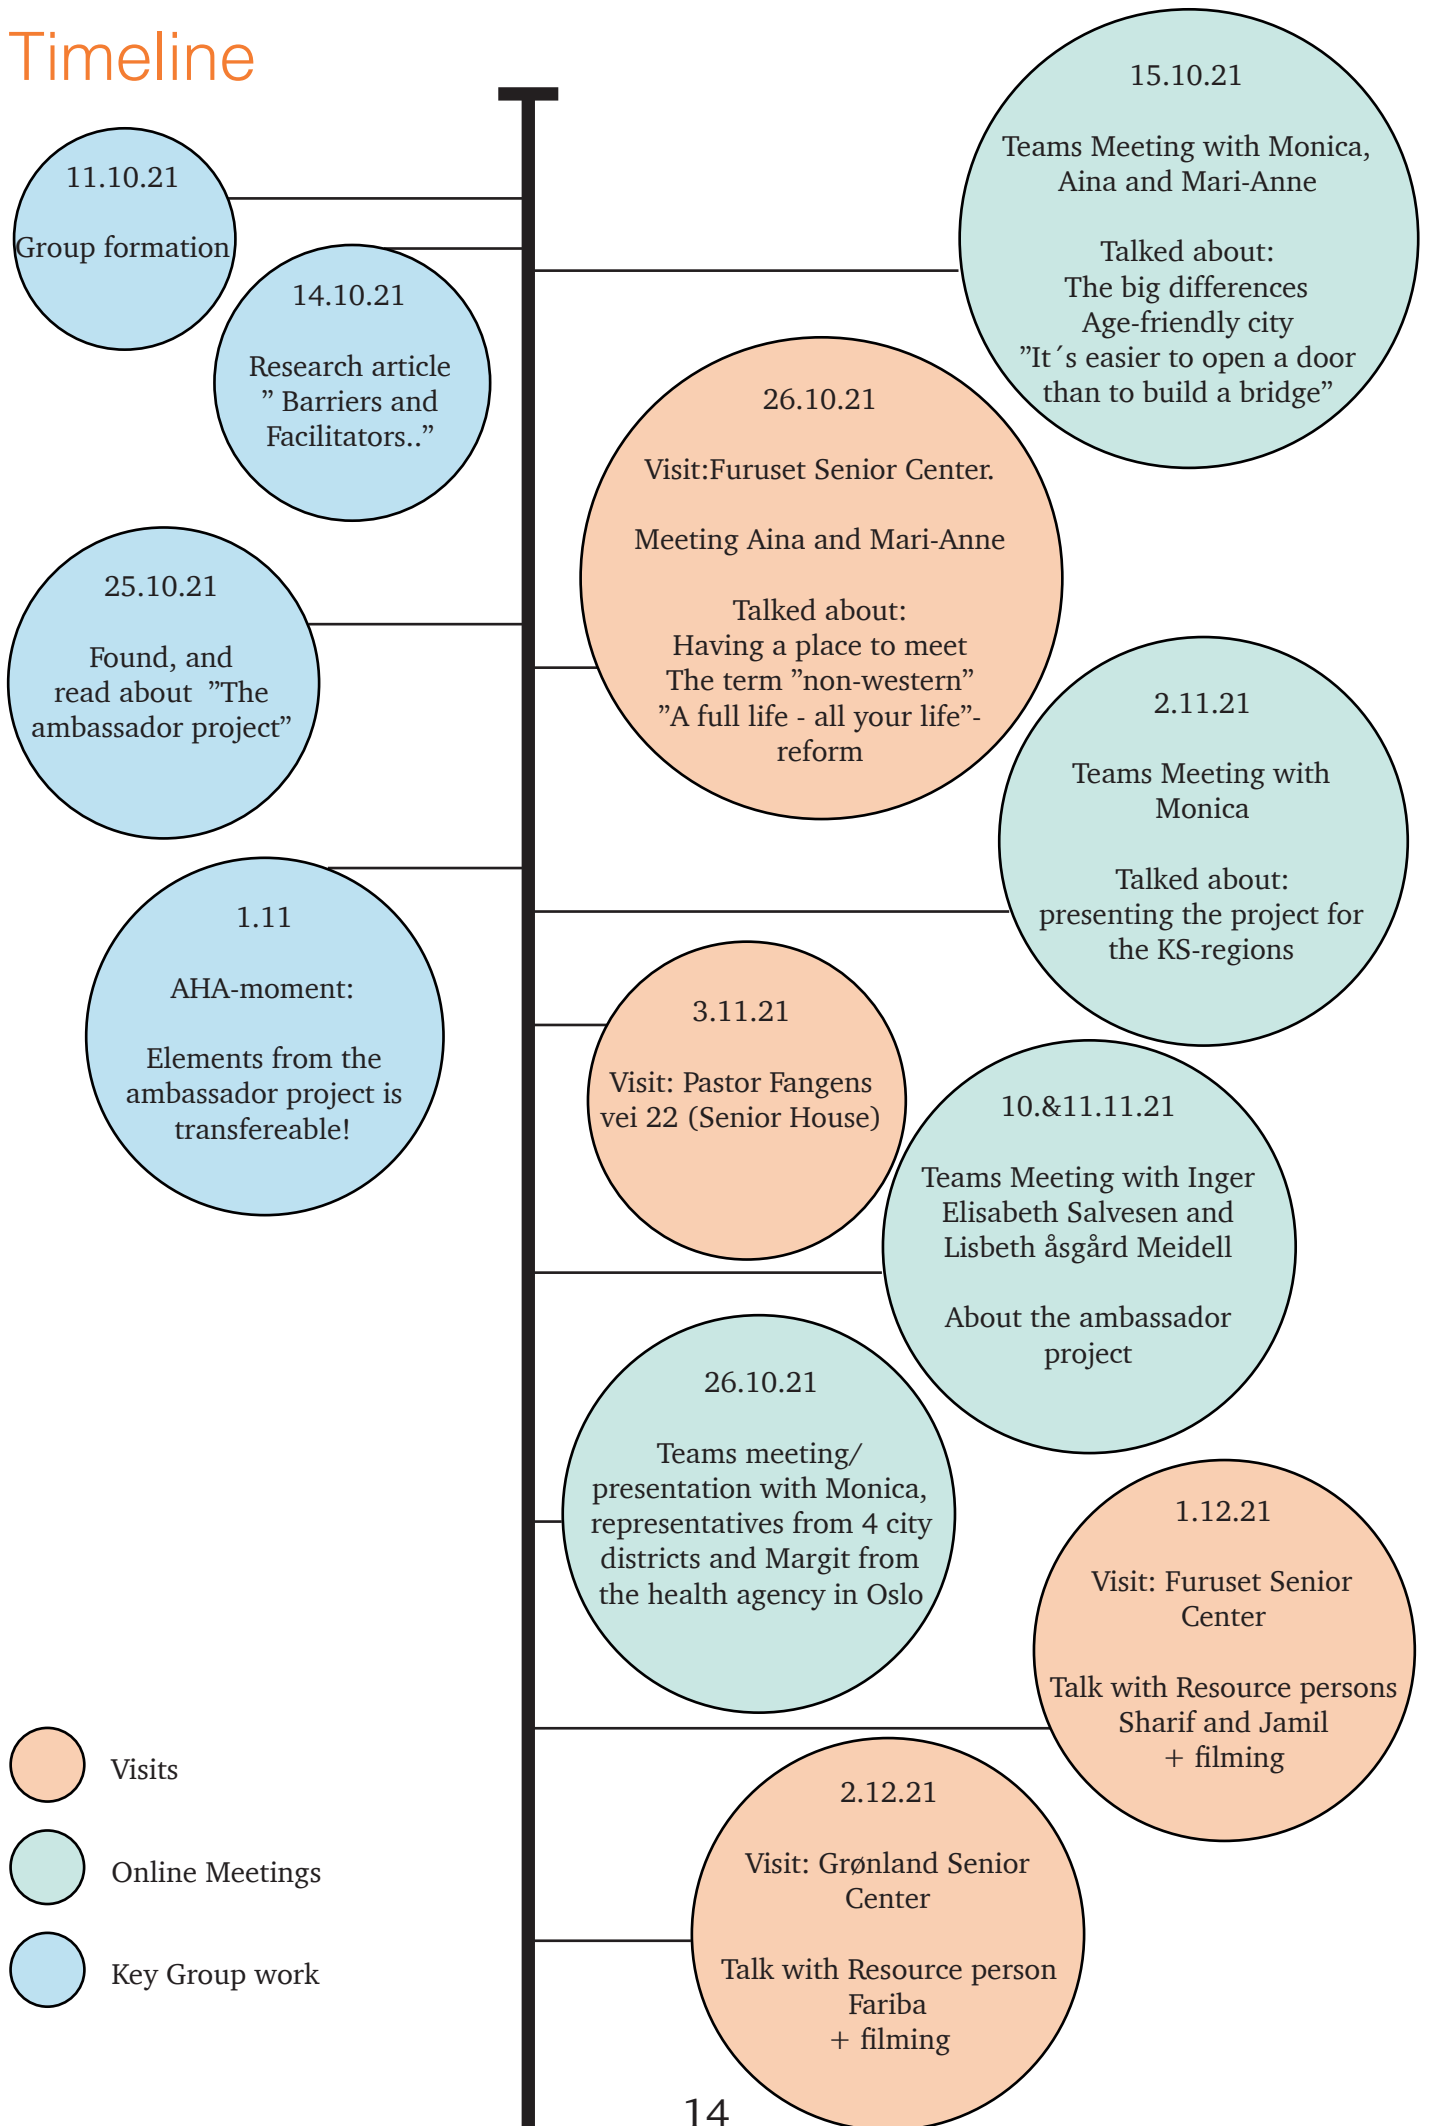 Timeline
11.10.21
Group formation
14.10.21
Research article
” Barriers and
Facilitators..”
15.10.21
Teams Meeting with Monica,
Aina and Mari-Anne
Talked about:
The big differences
Age-friendly city
”It´s easier to open a door
than to build a bridge”
25.10.21
Found, and
read about ”The
ambassador project”
26.10.21
Visit:Furuset Senior Center.
Meeting Aina and Mari-Anne
Talked about:
Having a place to meet
The term ”non-western”
”A full life - all your life”-
reform
1.11
AHA-moment:
Elements from the
ambassador project is
transfereable!
2.11.21
Teams Meeting with
Monica
Talked about:
presenting the project for
the KS-regions
3.11.21
Visit: Pastor Fangens
vei 22 (Senior House)
10.&11.11.21
Teams Meeting with Inger
Elisabeth Salvesen and
Lisbeth åsgård Meidell
About the ambassador
project
26.10.21
Teams meeting/
presentation with Monica,
representatives from 4 city
districts and Margit from
the health agency in Oslo
1.12.21
Visit: Furuset Senior
Center
Talk with Resource persons
Sharif and Jamil
+ filming
2.12.21
Visit: Grønland Senior
Center
Talk with Resource person
Fariba
+ filming
Visits
Online Meetings
Key Group work
14